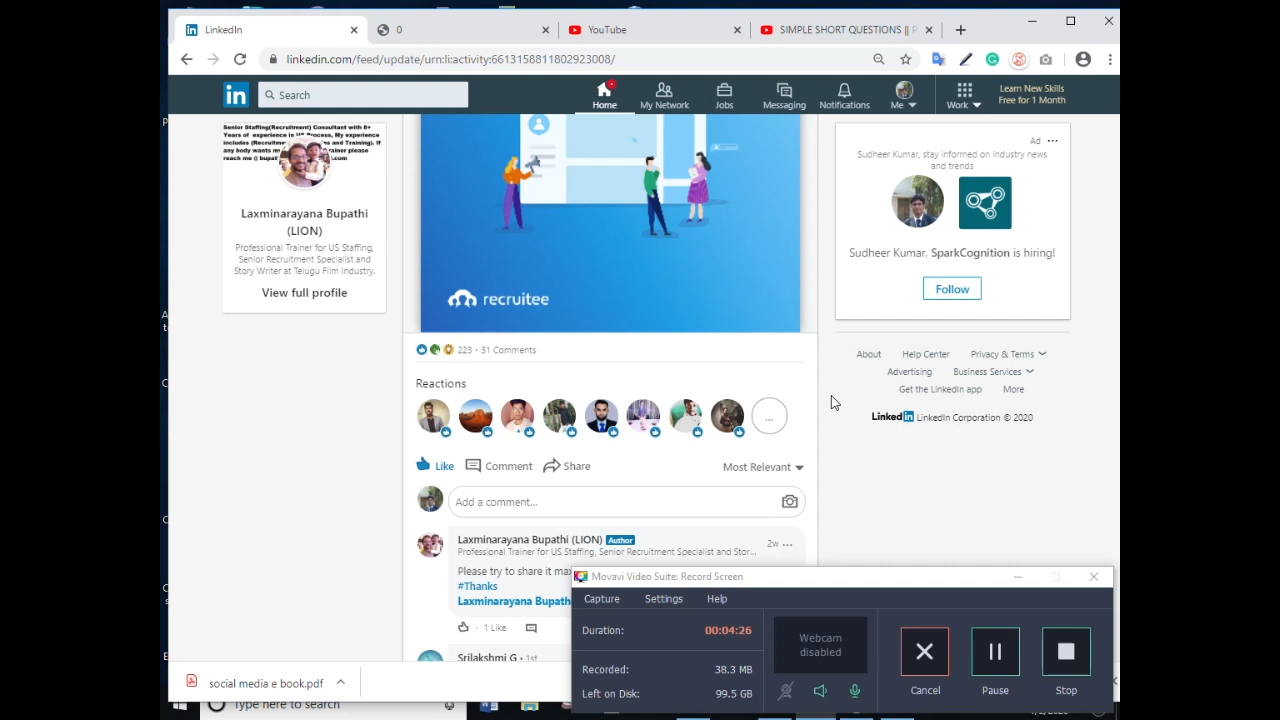 LinkedIn
0
YouTube
SIMPLE SHORT QUESTIONS || P
linkedin.com/feed/update/urn:li:activity:6613158811802923008/
in
Search
Home
My Network
Jobs
Messaging
Notifications
Me
Work
Learn New Skills
Free for 1 Month
Senior Staffing(Recruitment) Consultant with 8+
Years of experience in US Process, My experience
includes (Recruitment
and Training). If
any body wants
trainer please
reach me @ bupat
.com
Laxminarayana Bupathi
(LION)
Professional Trainer for US Staffing,
Senior Recruitment Specialist and
Story Writer at Telugu Film Industry.
View full profile
recruitee
223 · 31 Comments
Reactions
...
Like
Comment
Share
Most Relevant
Add a comment...
Laxminarayana Bupathi (LION) Author
2w ...
Professional Trainer for US Staffing, Senior Recruitment Specialist and Stor...
Please try to share it max
#Thanks
Laxminarayana Bupath
1 Like
Srilakshmi G · 1st
Ad ...
Sudheer Kumar, stay informed on industry news
and trends
Sudheer Kumar, SparkCognition is hiring!
Follow
About
Help Center
Privacy & Terms
Advertising
Business Services
Get the LinkedIn app
More
Linkedin LinkedIn Corporation © 2020
Movavi Video Suite: Record Screen
Capture
Settings
Help
Duration:
00:04:26
Recorded:
38.3 MB
Left on Disk:
99.5 GB
Webcam
disabled
Cancel
Pause
Stop
social media e book.pdf
Type here to search